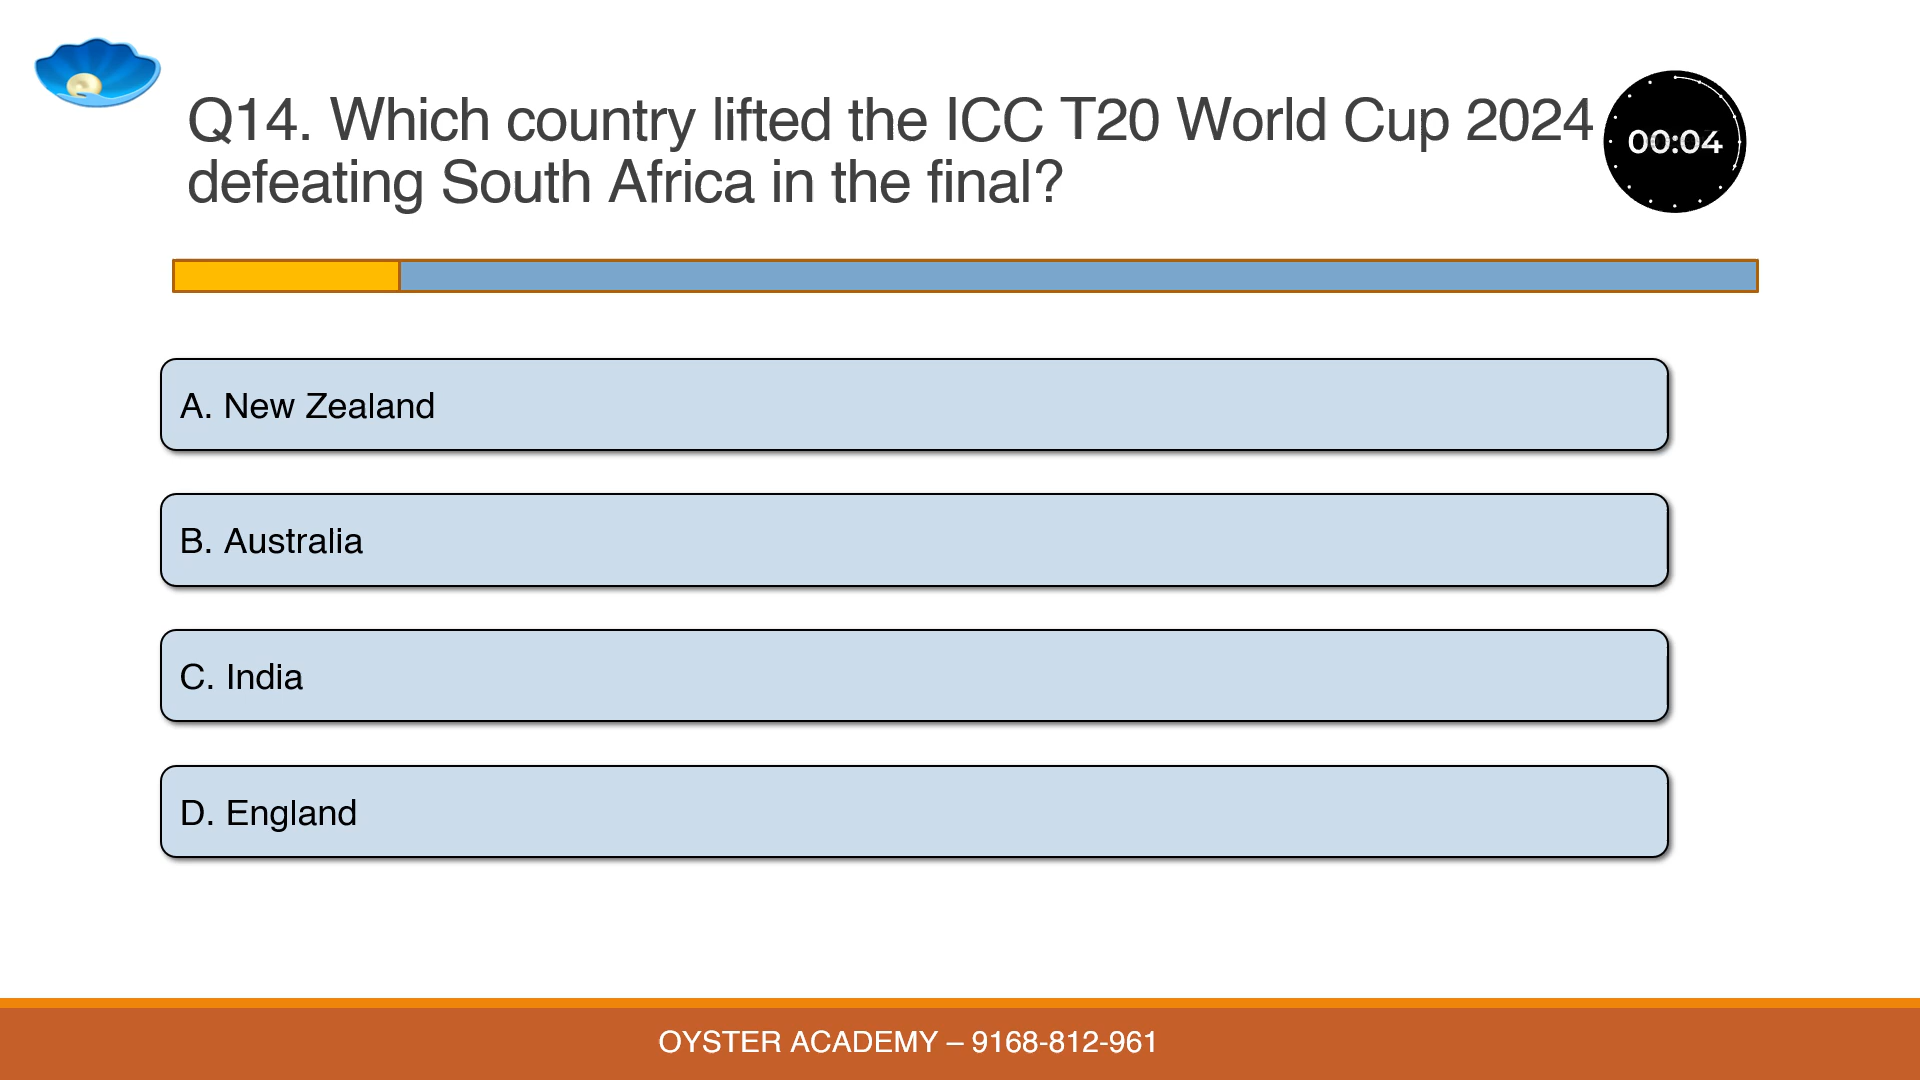 Q14. Which country lifted the ICC T20 World Cup 2024
defeating South Africa in the final?
00:04
A. New Zealand
B. Australia
C. India
D. England
OYSTER ACADEMY – 9168-812-961